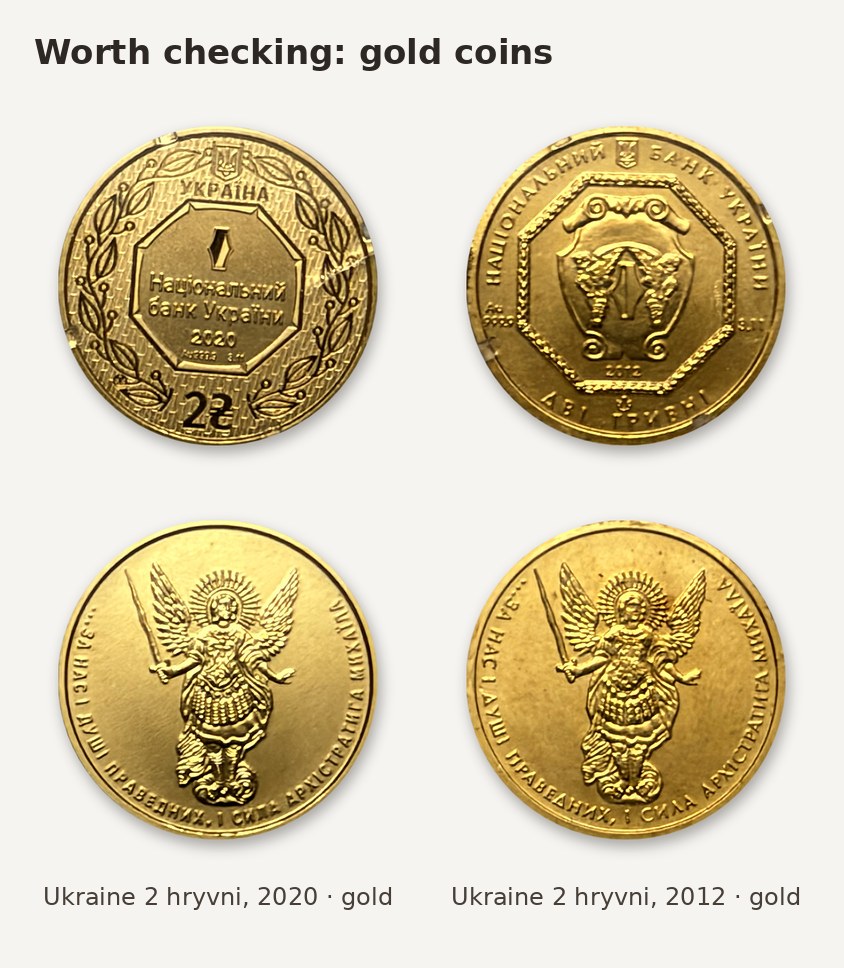 Worth checking: gold coins
УКРАЇНА
Національний
банк України
2020
2₴
НАЦІОНАЛЬНИЙ БАНК УКРАЇНИ
2012
ДВІ ГРИВНІ
...ЗА НАС І ДУШІ ПРАВЕДНИХ, І СИЛА АРХІСТРАТИГА МИХАЇЛА
...ЗА НАС І ДУШІ ПРАВЕДНИХ, І СИЛА АРХІСТРАТИГА МИХАЇЛА
Ukraine 2 hryvni, 2020 · gold
Ukraine 2 hryvni, 2012 · gold